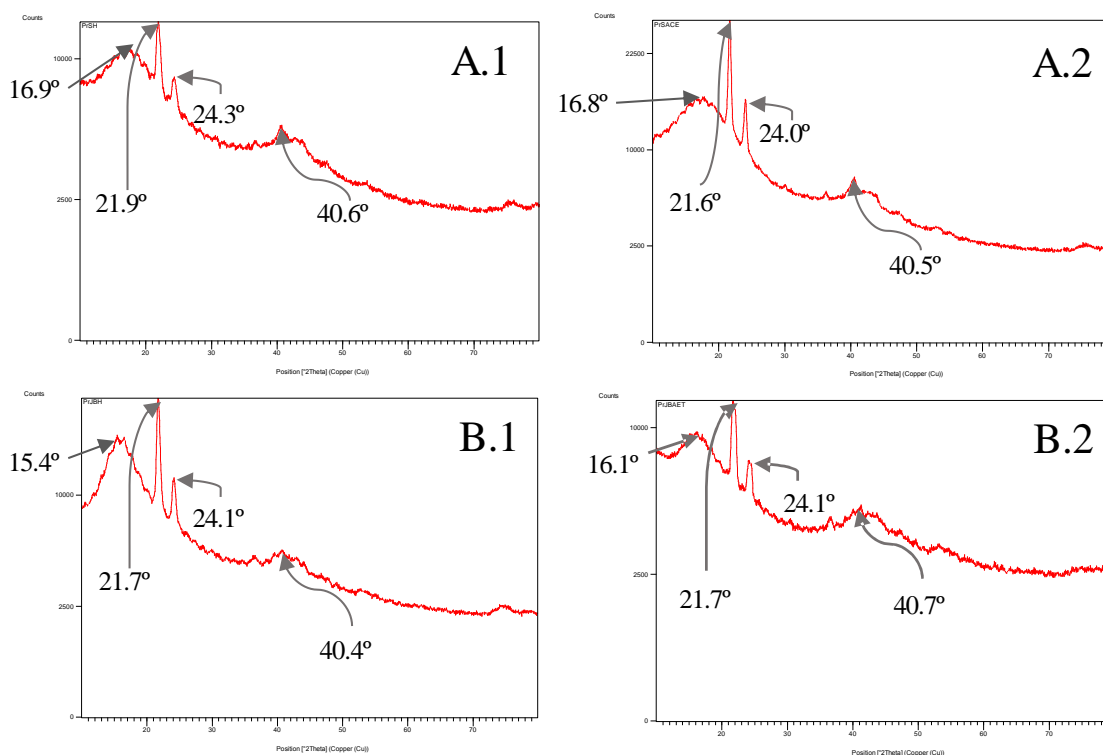 Counts
PrSH
A.1
10000
16.9º
24.3º
2500
21.9º
40.6º
0
20 30 40 50 60 70
Position [°2Theta] (Copper (Cu))
Counts
PrSACE
22500
A.2
16.8º
24.0º
10000
21.6º
2500
40.5º
0
20 30 40 50 60 70
Position [°2Theta] (Copper (Cu))
Counts
PrJBH
B.1
15.4º
10000
24.1º
21.7º
2500
40.4º
0
20 30 40 50 60 70
Position [°2Theta] (Copper (Cu))
Counts
PrJBAET
10000
B.2
16.1º
24.1º
2500
21.7º
40.7º
0
20 30 40 50 60 70
Position [°2Theta] (Copper (Cu))